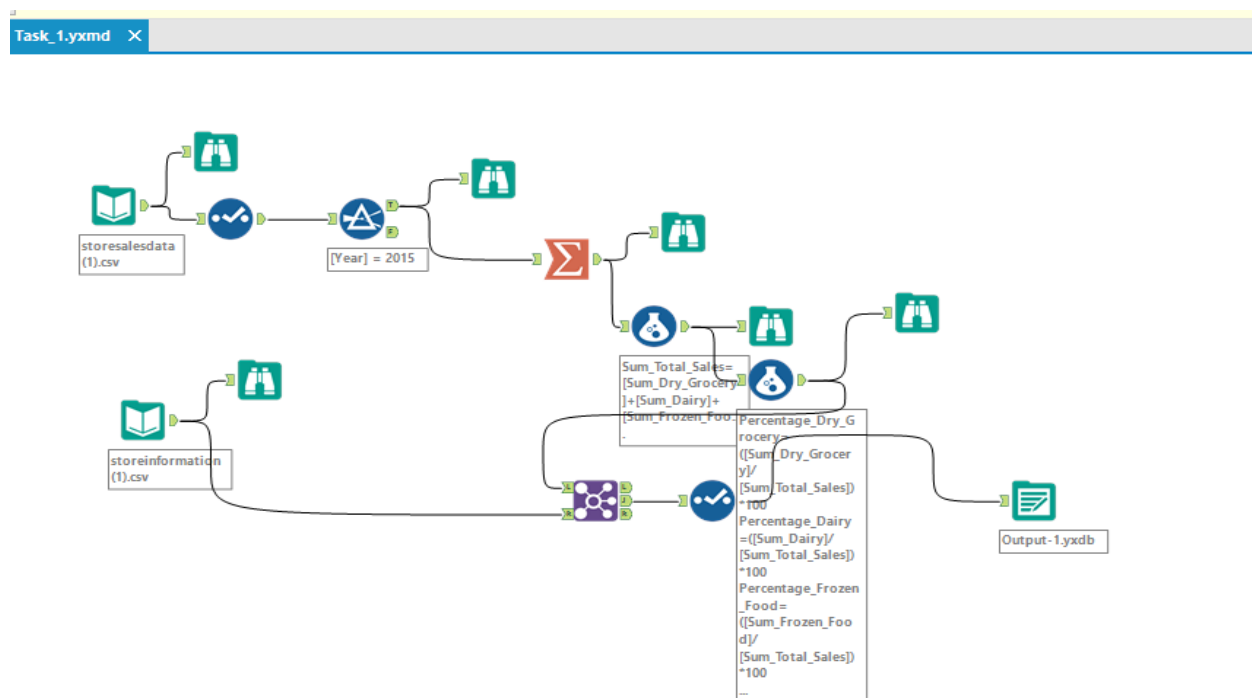 Task_1.yxmd
storesalesdata
(1).csv
T
F
[Year] = 2015
Sum_Total_Sales=
[Sum_Dry_Grocery
]+[Sum_Dairy]+
[Sum_Frozen_Foo
.
storeinformation
(1).csv
L
R
L
J
R
Percentage_Dry_G
rocery=
([Sum_Dry_Grocer
y]/
[Sum_Total_Sales])
*100
Percentage_Dairy
=([Sum_Dairy]/
[Sum_Total_Sales])
*100
Percentage_Frozen
_Food=
([Sum_Frozen_Foo
d]/
[Sum_Total_Sales])
*100
...
Output-1.yxdb